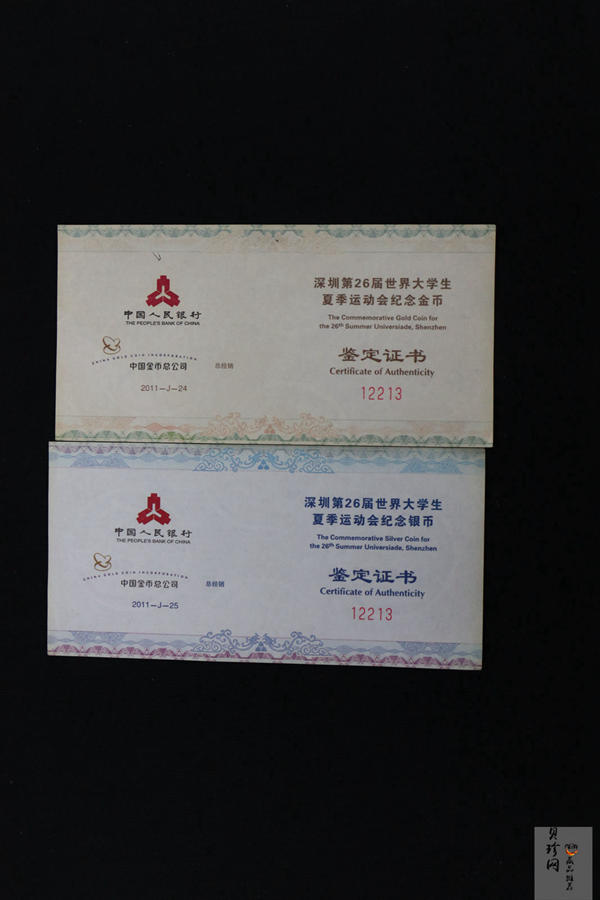 中国人民银行
THE PEOPLE'S BANK OF CHINA
CHINA GOLD COIN INCORPORATION
中国金币总公司
总经销
2011-J-24
深圳第26届世界大学生
夏季运动会纪念金币
The Commemorative Gold Coin for
the 26th Summer Universiade, Shenzhen
鉴定证书
Certificate of Authenticity
12213
中国人民银行
THE PEOPLE'S BANK OF CHINA
CHINA GOLD COIN INCORPORATION
中国金币总公司
总经销
2011-J-25
深圳第26届世界大学生
夏季运动会纪念银币
The Commemorative Silver Coin for
the 26th Summer Universiade, Shenzhen
鉴定证书
Certificate of Authenticity
12213
贝珍网